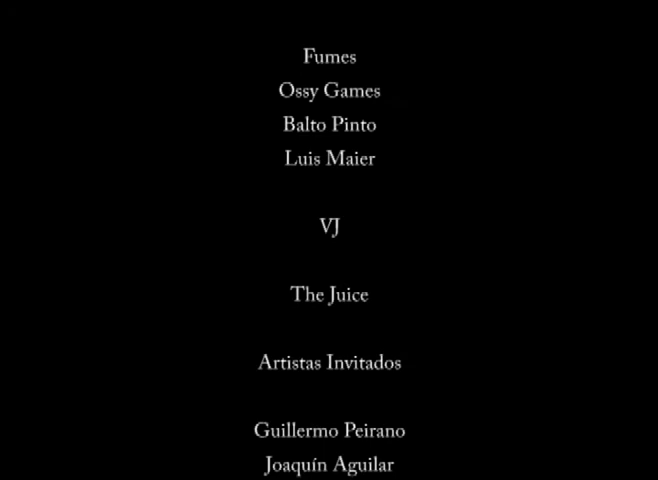 Fumes
Ossy Games
Balto Pinto
Luis Maier
VJ
The Juice
Artistas Invitados
Guillermo Peirano
Joaquín Aguilar